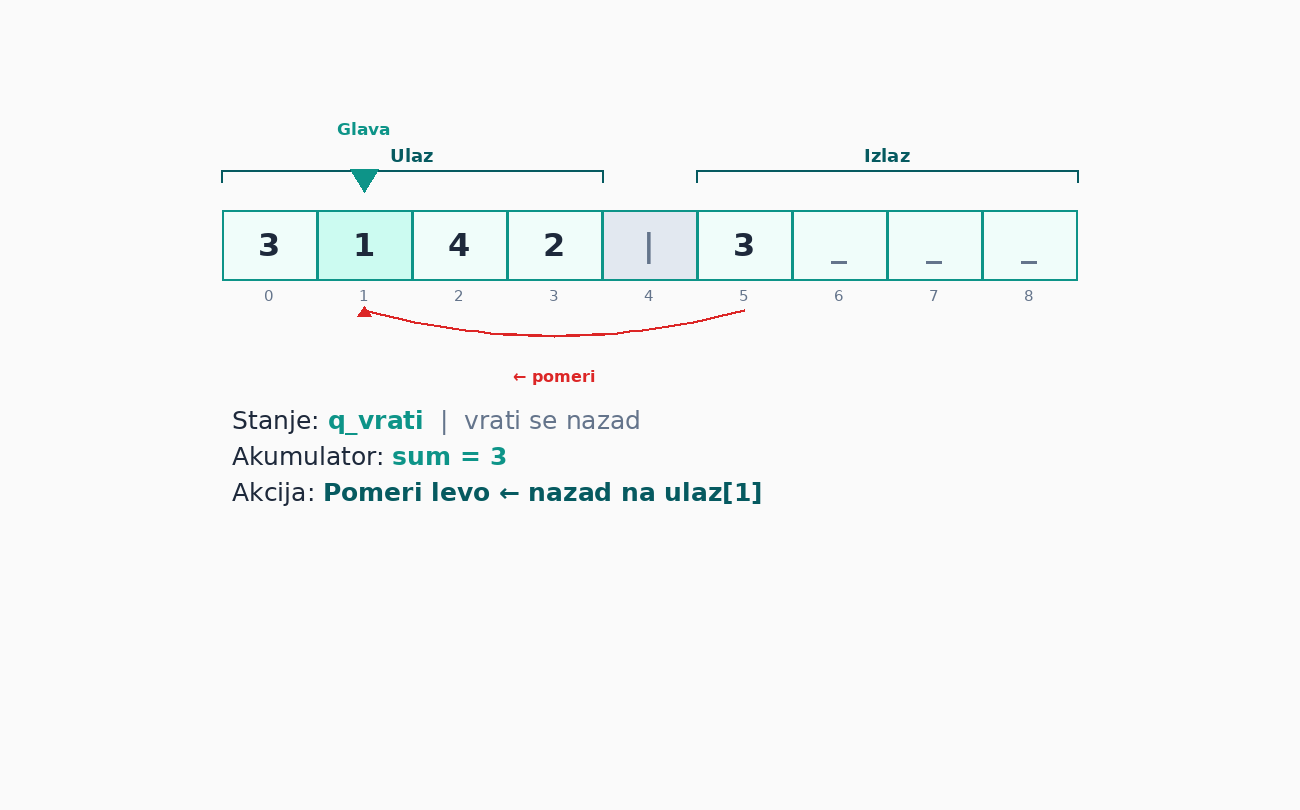 Glava
Ulaz Izlaz
3 1 4 2 | 3 _ _ _
0 1 2 3 4 5 6 7 8
← pomeri
Stanje: q_vrati | vrati se nazad
Akumulator: sum = 3
Akcija: Pomeri levo ← nazad na ulaz[1]